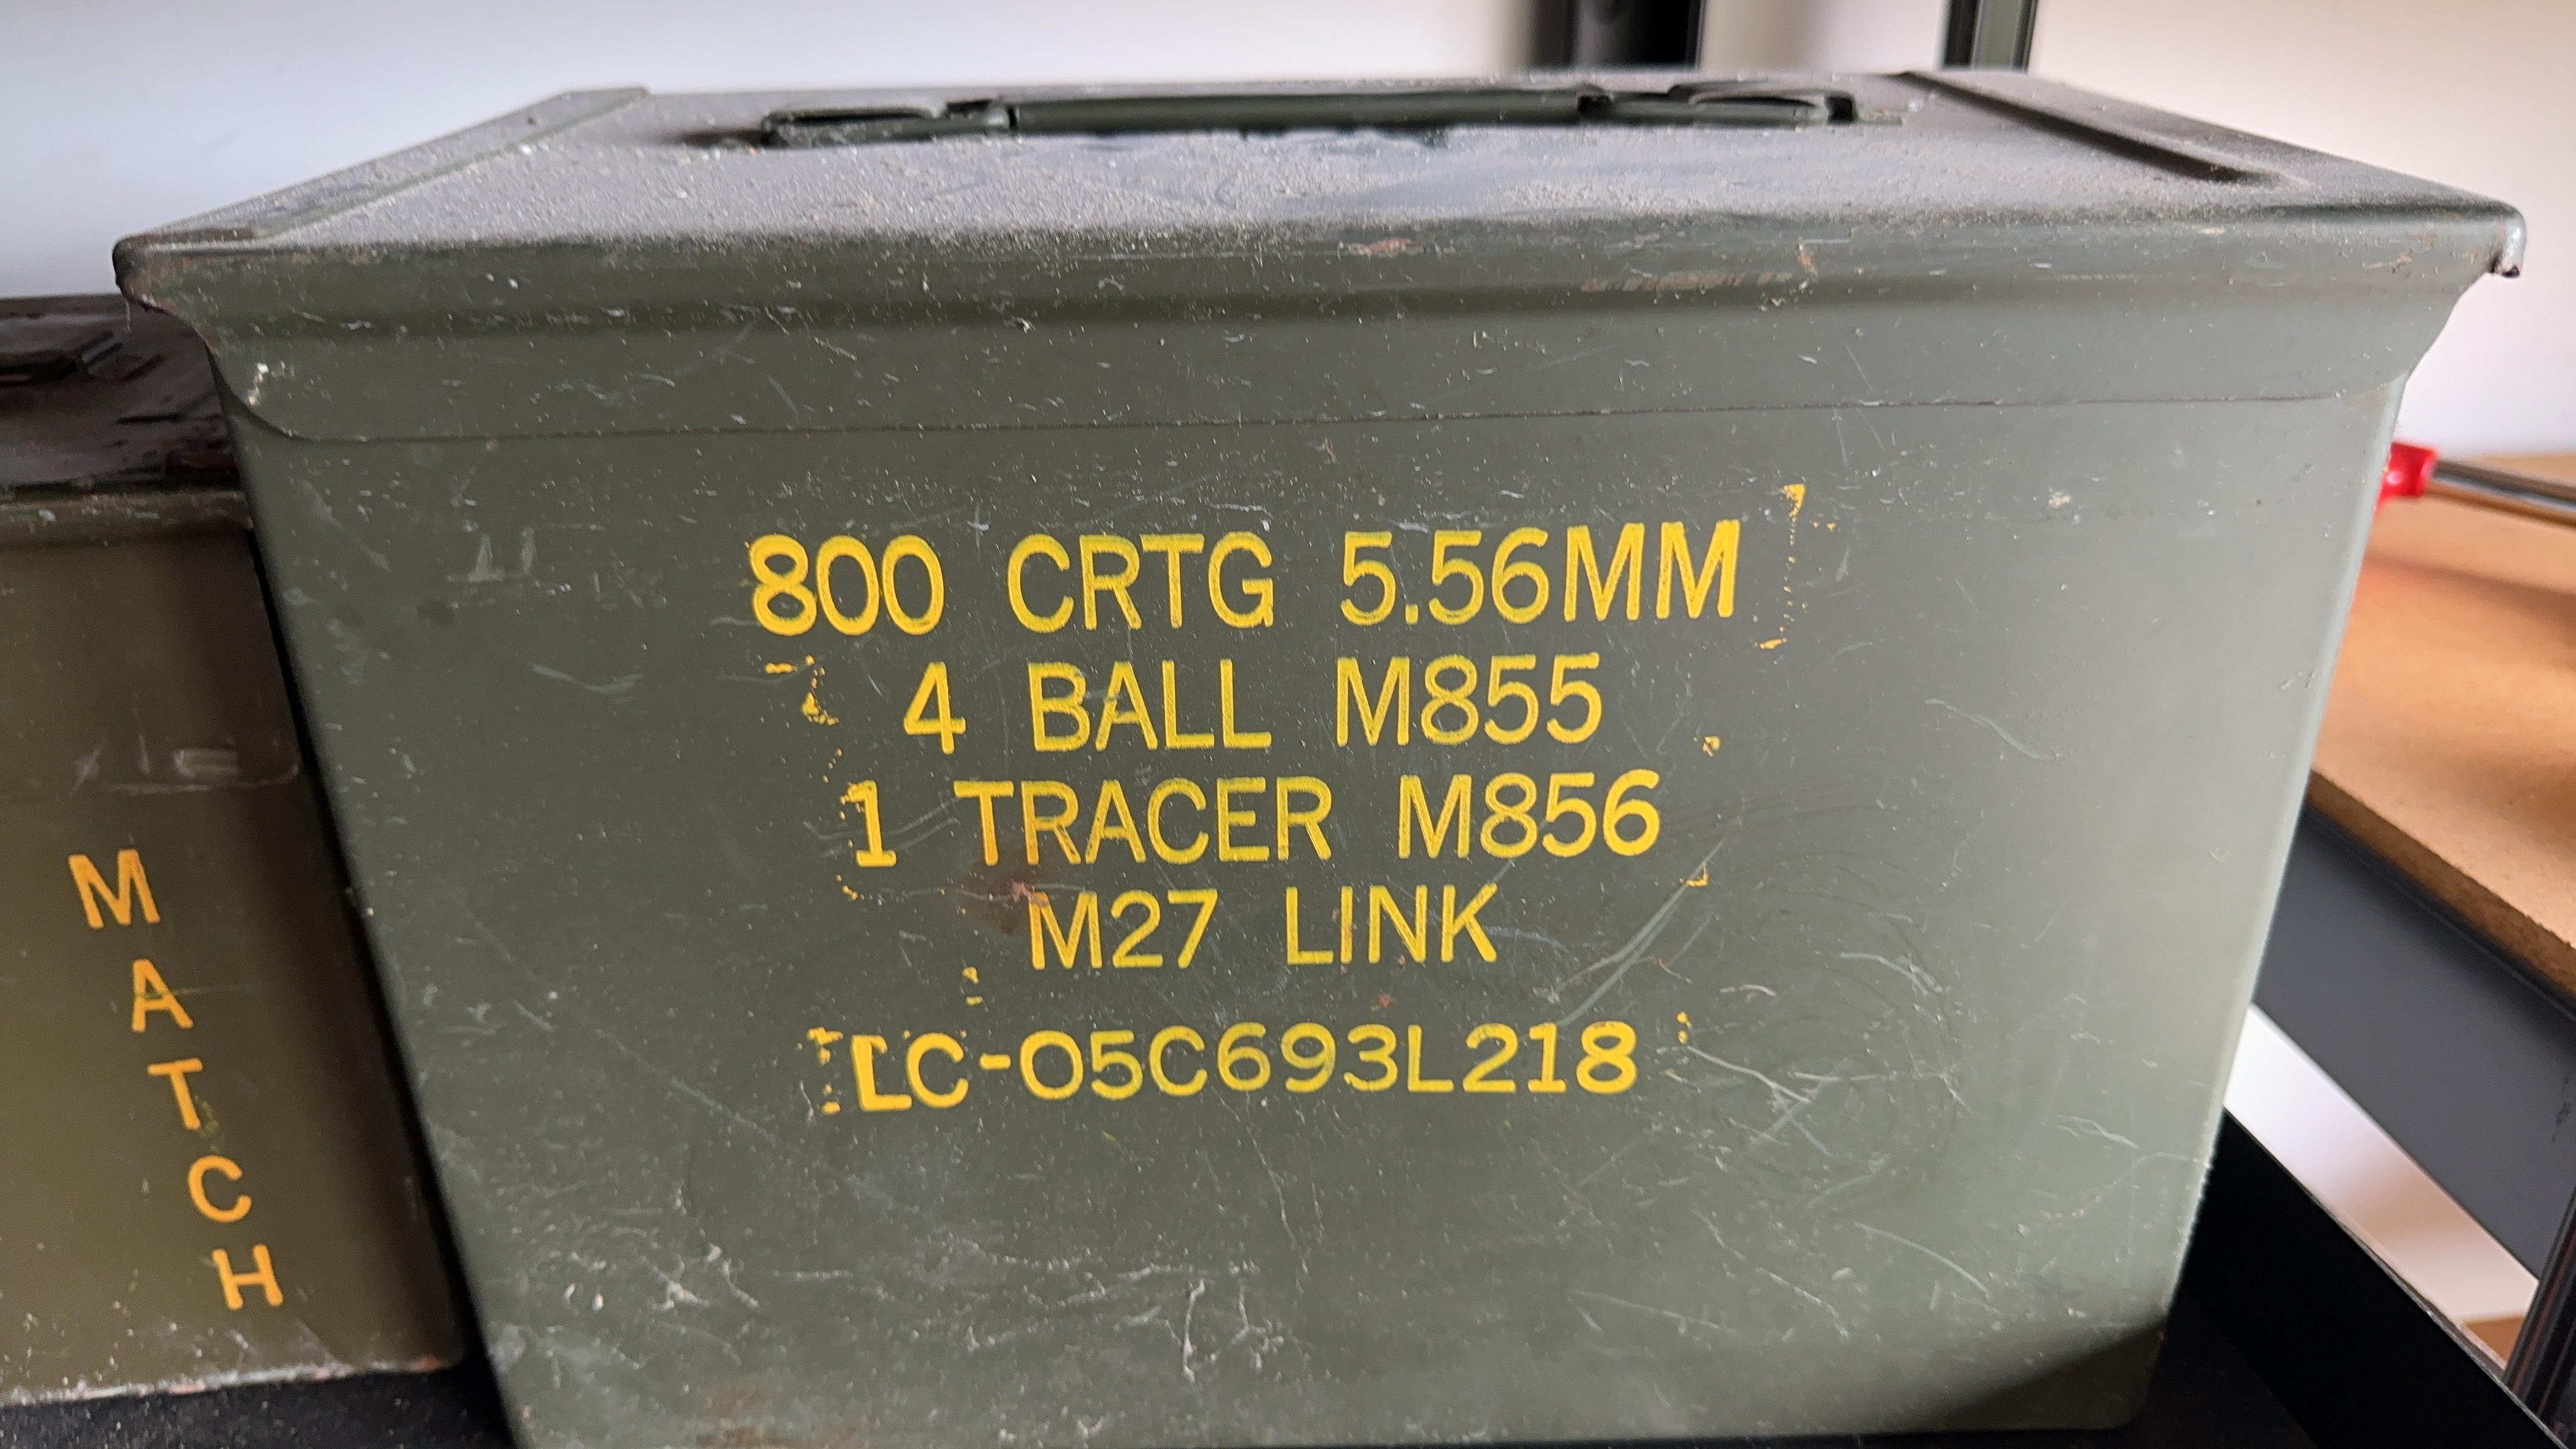 800 CRTG 5.56MM
4 BALL M855
1 TRACER M856
M27 LINK
LC-05C693L218
MATCH